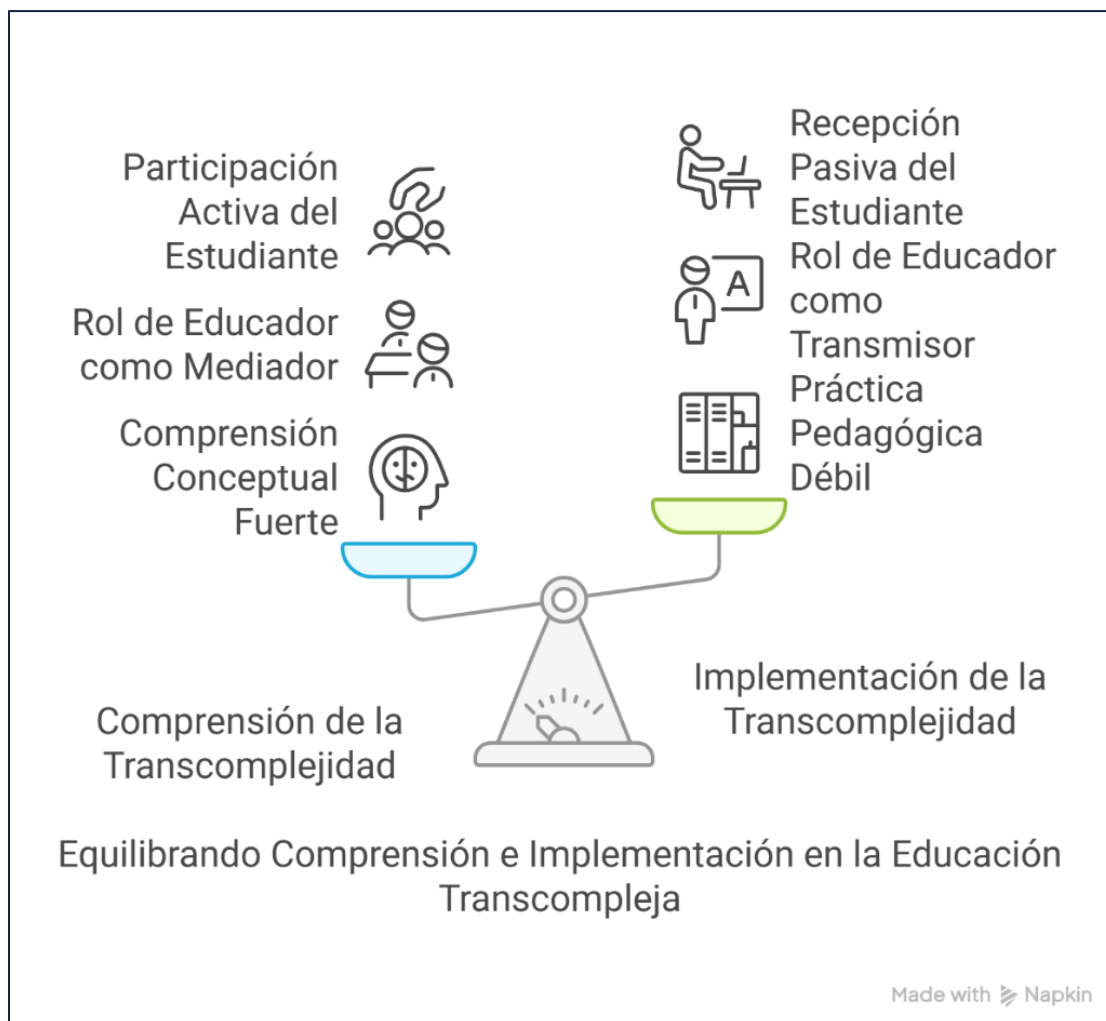 Participación
Activa del
Estudiante
Rol de Educador
como Mediador
Comprensión
Conceptual
Fuerte
Recepción
Pasiva del
Estudiante
Rol de Educador
como
Transmisor
Práctica
Pedagógica
Débil
A
Comprensión de la
Transcomplejidad
Implementación de la
Transcomplejidad
Equilibrando Comprensión e Implementación en la Educación
Transcompleja
Made with Napkin